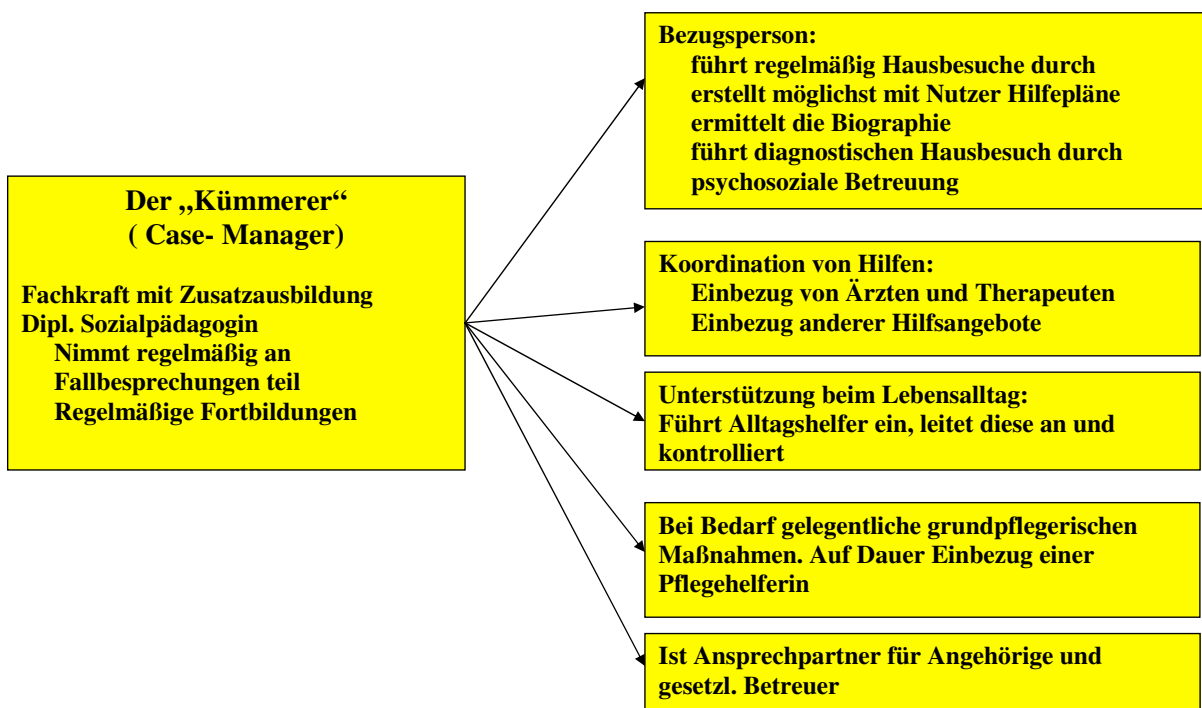 Der „Kümmerer“
( Case- Manager)
Fachkraft mit Zusatzausbildung
Dipl. Sozialpädagogin
Nimmt regelmäßig an
Fallbesprechungen teil
Regelmäßige Fortbildungen
Bezugsperson:
führt regelmäßig Hausbesuche durch
erstellt möglichst mit Nutzer Hilfepläne
ermittelt die Biographie
führt diagnostischen Hausbesuch durch
psychosoziale Betreuung
Koordination von Hilfen:
Einbezug von Ärzten und Therapeuten
Einbezug anderer Hilfsangebote
Unterstützung beim Lebensalltag:
Führt Alltagshelfer ein, leitet diese an und
kontrolliert
Bei Bedarf gelegentliche grundpflegerischen
Maßnahmen. Auf Dauer Einbezug einer
Pflegehelferin
Ist Ansprechpartner für Angehörige und
gesetzl. Betreuer